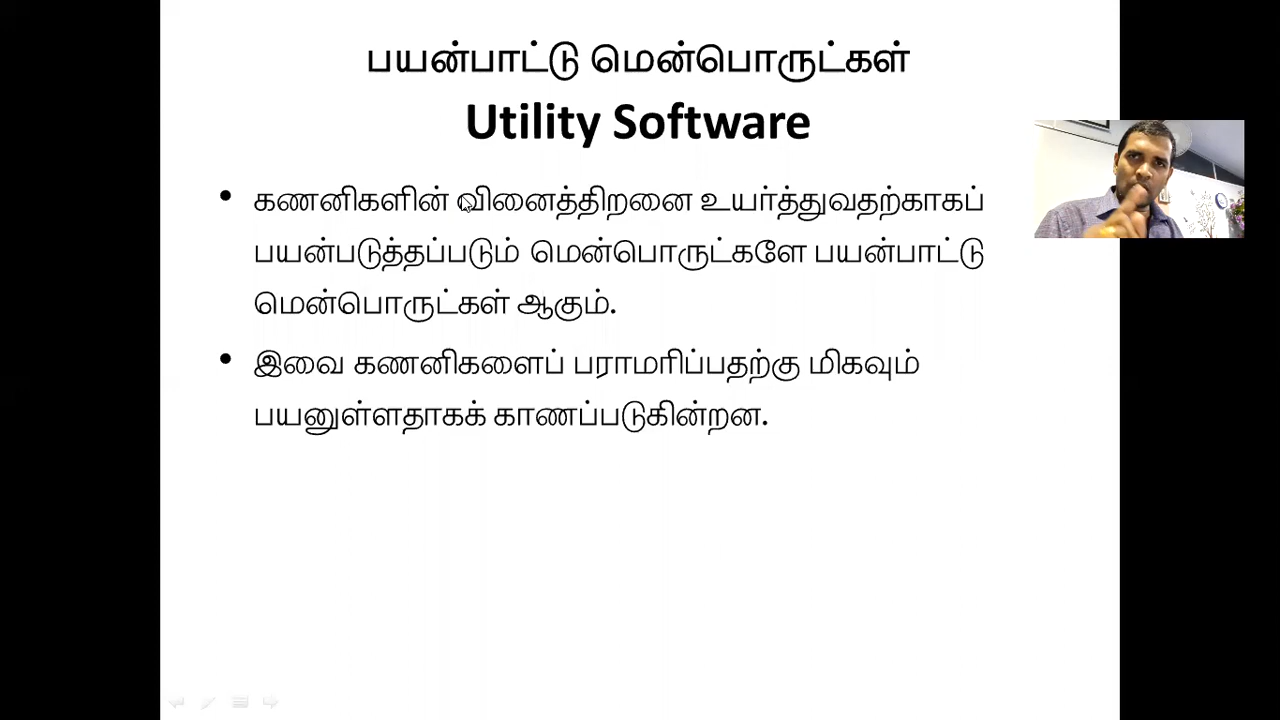 பயன்பாட்டு மென்பொருட்கள்
Utility Software
• கணனிகளின் வினைத்திறனை உயர்த்துவதற்காகப்
பயன்படுத்தப்படும் மென்பொருட்களே பயன்பாட்டு
மென்பொருட்கள் ஆகும்.
• இவை கணனிகளைப் பராமரிப்பதற்கு மிகவும்
பயனுள்ளதாகக் காணப்படுகின்றன.